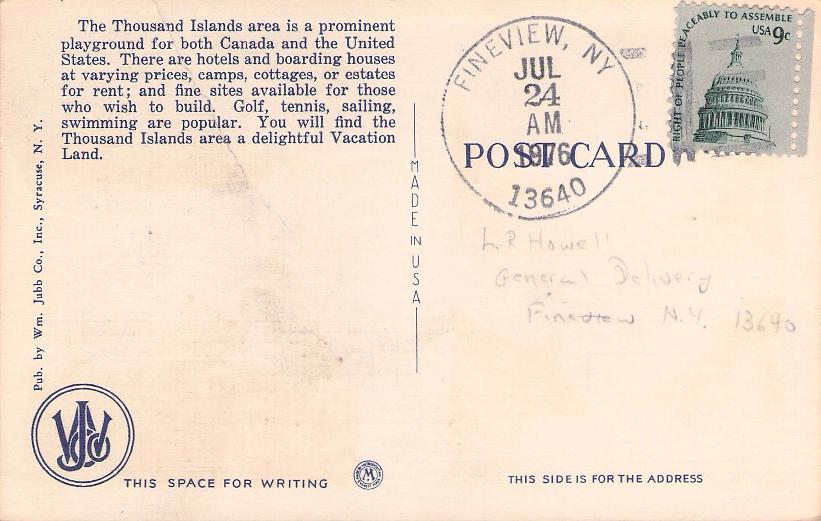 The Thousand Islands area is a prominent
playground for both Canada and the United
States. There are hotels and boarding houses
at varying prices, camps, cottages, or estates
for rent; and fine sites available for those
who wish to build. Golf, tennis, sailing,
swimming are popular. You will find the
Thousand Islands area a delightful Vacation
Land.
Pub. by Wm. Jubb Co., Inc., Syracuse, N. Y.
THIS SPACE FOR WRITING
MADE IN USA
FINEVIEW, NY
JUL
24
AM
1976
13640
POST CARD
RIGHT OF PEOPLE PEACEABLY TO ASSEMBLE
USA 9c
L R Howell
General Delivery
Fineview N.Y. 13640
THIS SIDE IS FOR THE ADDRESS